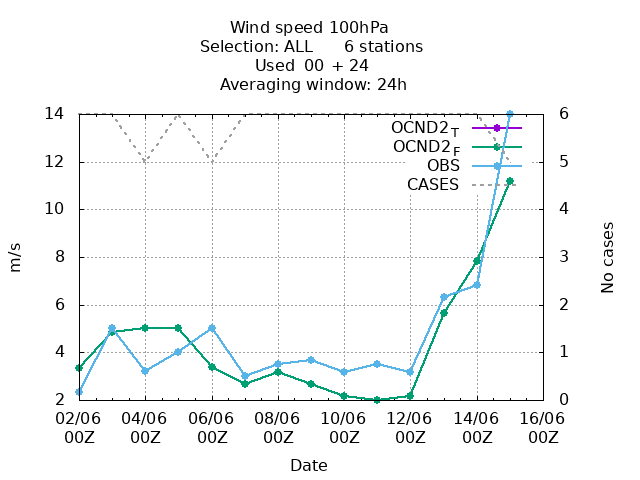 Wind speed 100hPa
Selection: ALL 6 stations
Used 00 + 24
Averaging window: 24h
14
12
10
8
6
4
2
m/s
6
5
4
3
2
1
0
No cases
OCND2T
OCND2F
OBS
CASES
02/06 04/06 06/06 08/06 10/06 12/06 14/06 16/06
00Z 00Z 00Z 00Z 00Z 00Z 00Z 00Z
Date